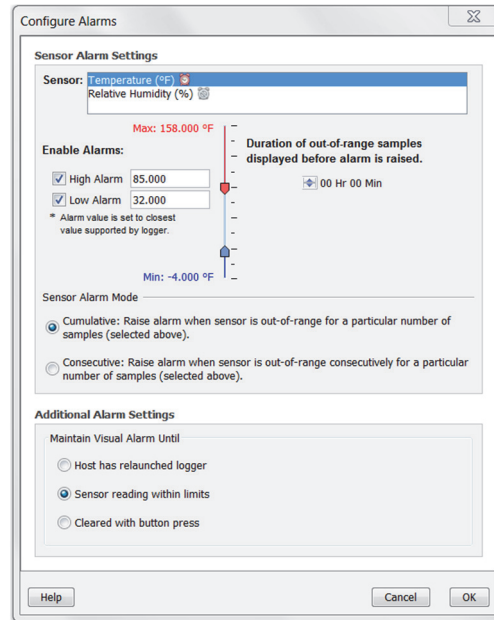 Configure Alarms
Sensor Alarm Settings
Sensor: Temperature (°F)
Relative Humidity (%)
Max: 158.000 °F
Enable Alarms:
High Alarm 85.000
Low Alarm 32.000
* Alarm value is set to closest
value supported by logger.
Min: -4.000 °F
Duration of out-of-range samples
displayed before alarm is raised.
00 Hr 00 Min
Sensor Alarm Mode
Cumulative: Raise alarm when sensor is out-of-range for a particular number of
samples (selected above).
Consecutive: Raise alarm when sensor is out-of-range consecutively for a particular
number of samples (selected above).
Additional Alarm Settings
Maintain Visual Alarm Until
Host has relaunched logger
Sensor reading within limits
Cleared with button press
Help
Cancel
OK